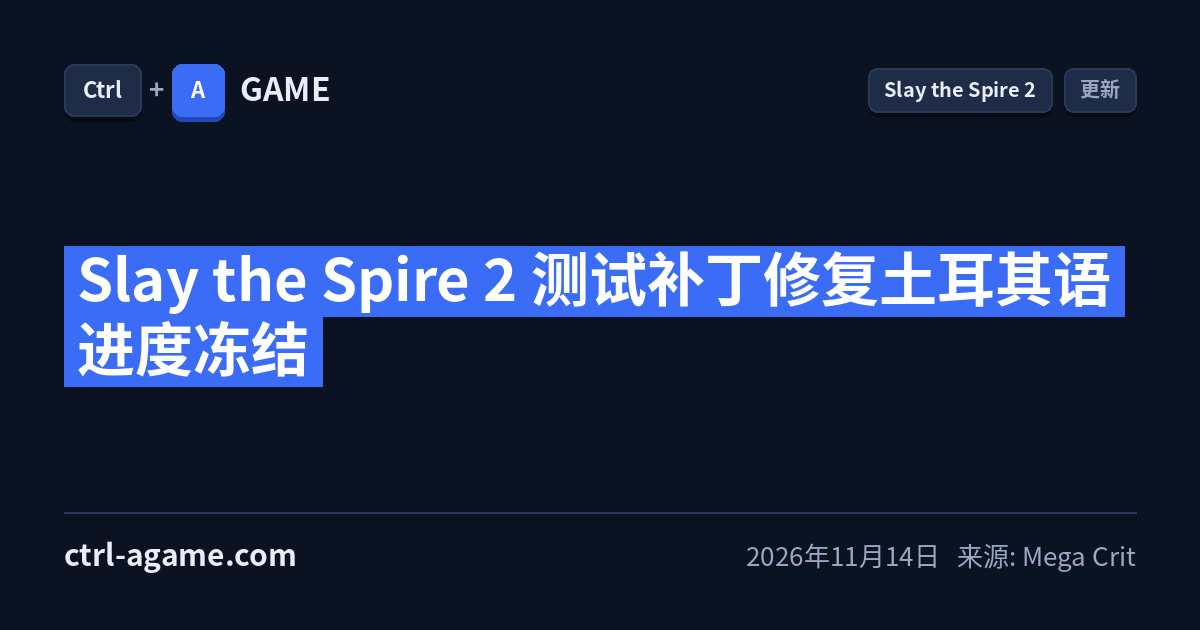 Ctrl + A GAME
Slay the Spire 2 更新
Slay the Spire 2 测试补丁修复土耳其语
进度冻结
ctrl-agame.com
2026年11月14日 来源: Mega Crit